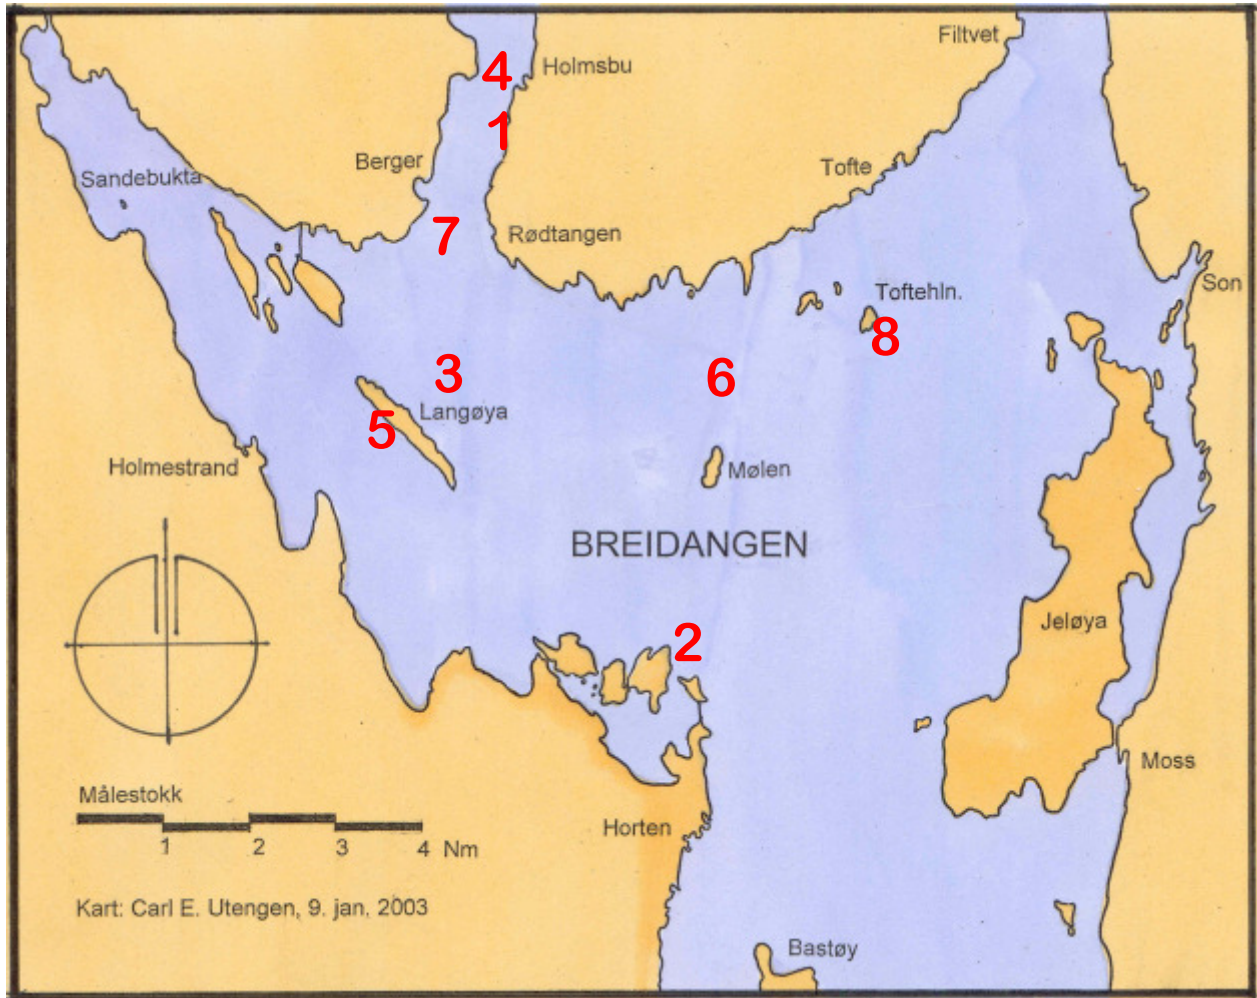 Filtvet
4
Holmsbu
1
Berger
Tofte
Sandebukta
7
Rødtangen
Son
Toftehln.
8
3
6
Langøya
5
Holmestrand
Mølen
BREIDANGEN
Jeløya
2
Moss
Målestokk
Horten
1 2 3 4 Nm
Kart: Carl E. Utengen, 9. jan. 2003
Bastøy